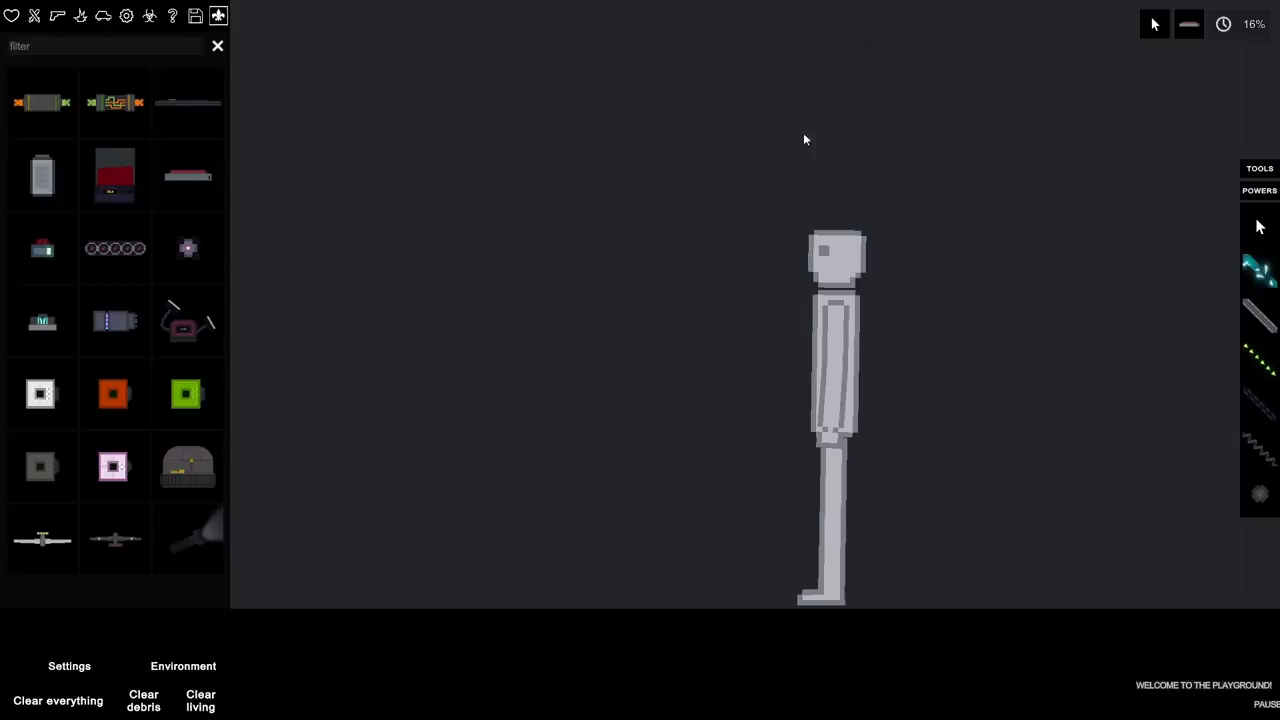 filter
16%
TOOLS
POWERS
Settings
Environment
Clear everything
Clear debris
Clear living
WELCOME TO THE PLAYGROUND!
PAUSE